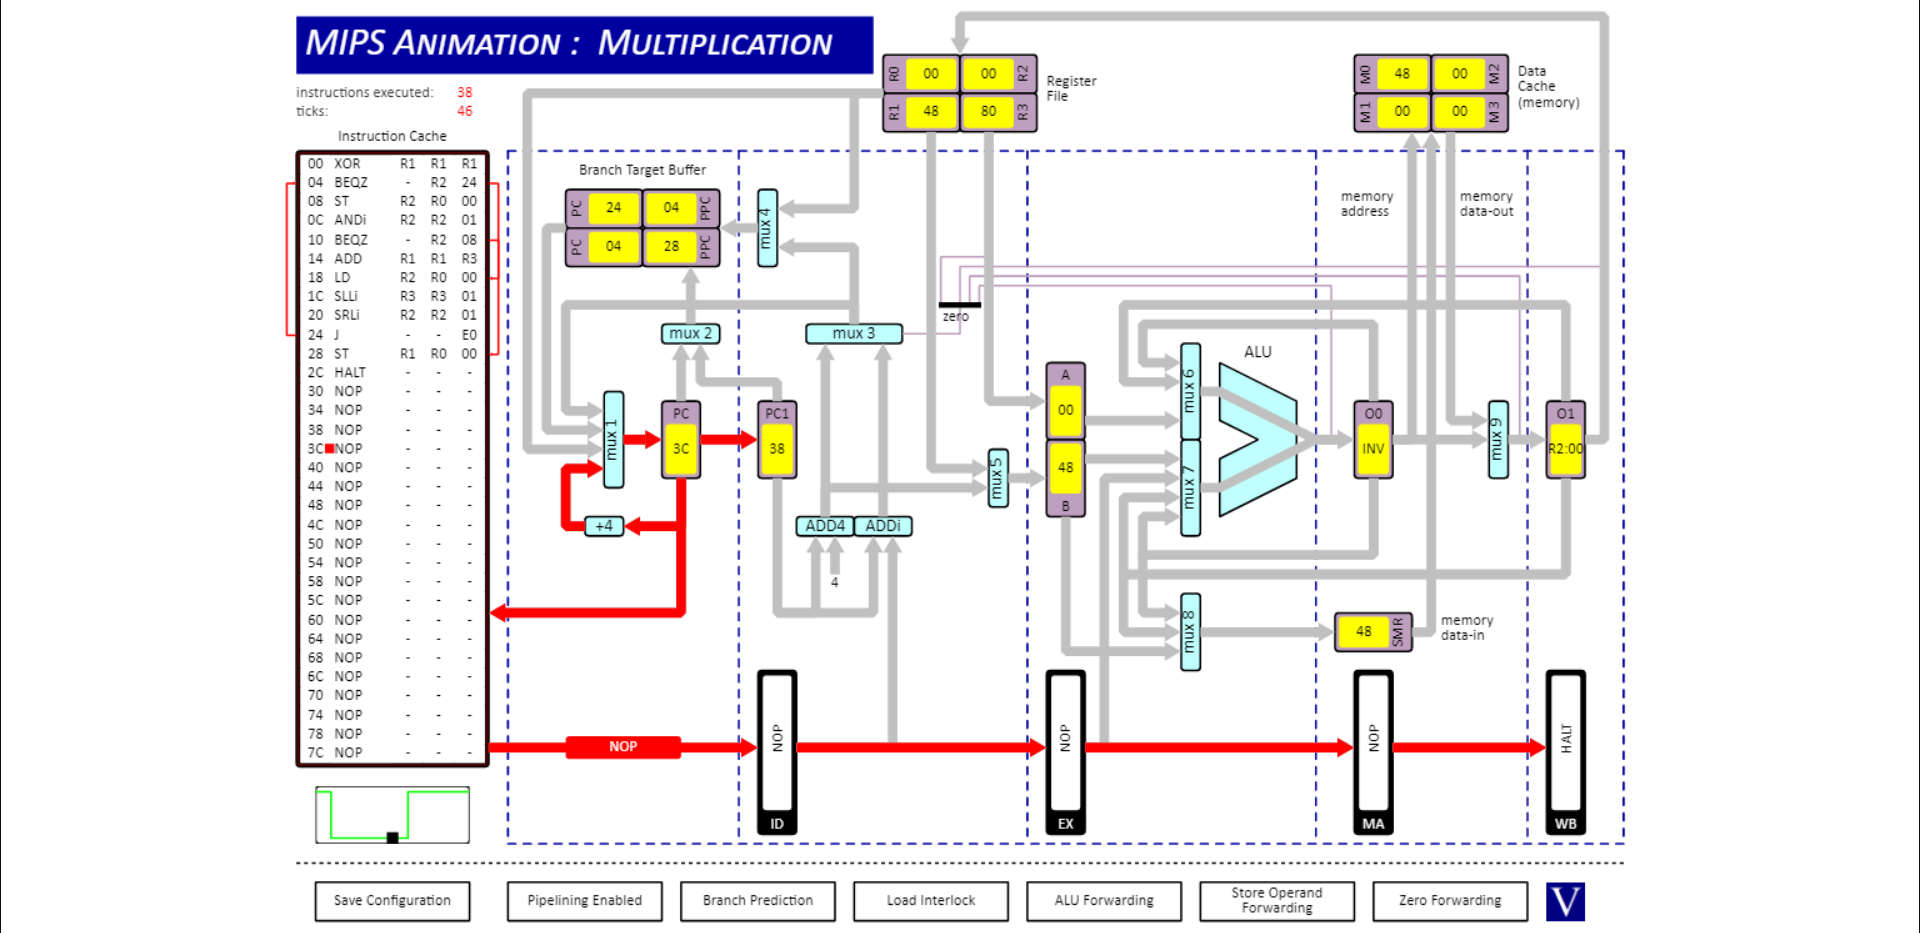 MIPS ANIMATION : MULTIPLICATION
instructions executed: 38
ticks: 46
Instruction Cache
00 XOR R1 R1 R1
04 BEQZ - R2 24
08 ST R2 R0 00
0C ANDi R2 R2 01
10 BEQZ - R2 08
14 ADD R1 R1 R3
18 LD R2 R0 00
1C SLLi R3 R3 01
20 SRLi R2 R2 01
24 J - - E0
28 ST R1 R0 00
2C HALT - - -
30 NOP - - -
34 NOP - - -
38 NOP - - -
3C NOP - - -
40 NOP - - -
44 NOP - - -
48 NOP - - -
4C NOP - - -
50 NOP - - -
54 NOP - - -
58 NOP - - -
5C NOP - - -
60 NOP - - -
64 NOP - - -
68 NOP - - -
6C NOP - - -
70 NOP - - -
74 NOP - - -
78 NOP - - -
7C NOP - - -
R0 00 00 R2
R1 48 80 R3
Register
File
M0 48 00 M2
M1 00 00 M3
Data
Cache
(memory)
Branch Target Buffer
PC 24 04 PPC
PC 04 28 PPC
mux 4
memory
address
memory
data-out
zero
mux 2
mux 3
ALU
mux 1
PC
3C
PC1
38
mux 5
A
00
48
B
mux 6
mux 7
O0
INV
mux 9
O1
R2:00
+4
ADD4
ADDi
4
mux 8
48 SMR
memory
data-in
NOP
NOP
ID
NOP
EX
NOP
MA
HALT
WB
Save Configuration
Pipelining Enabled
Branch Prediction
Load Interlock
ALU Forwarding
Store Operand
Forwarding
Zero Forwarding
V